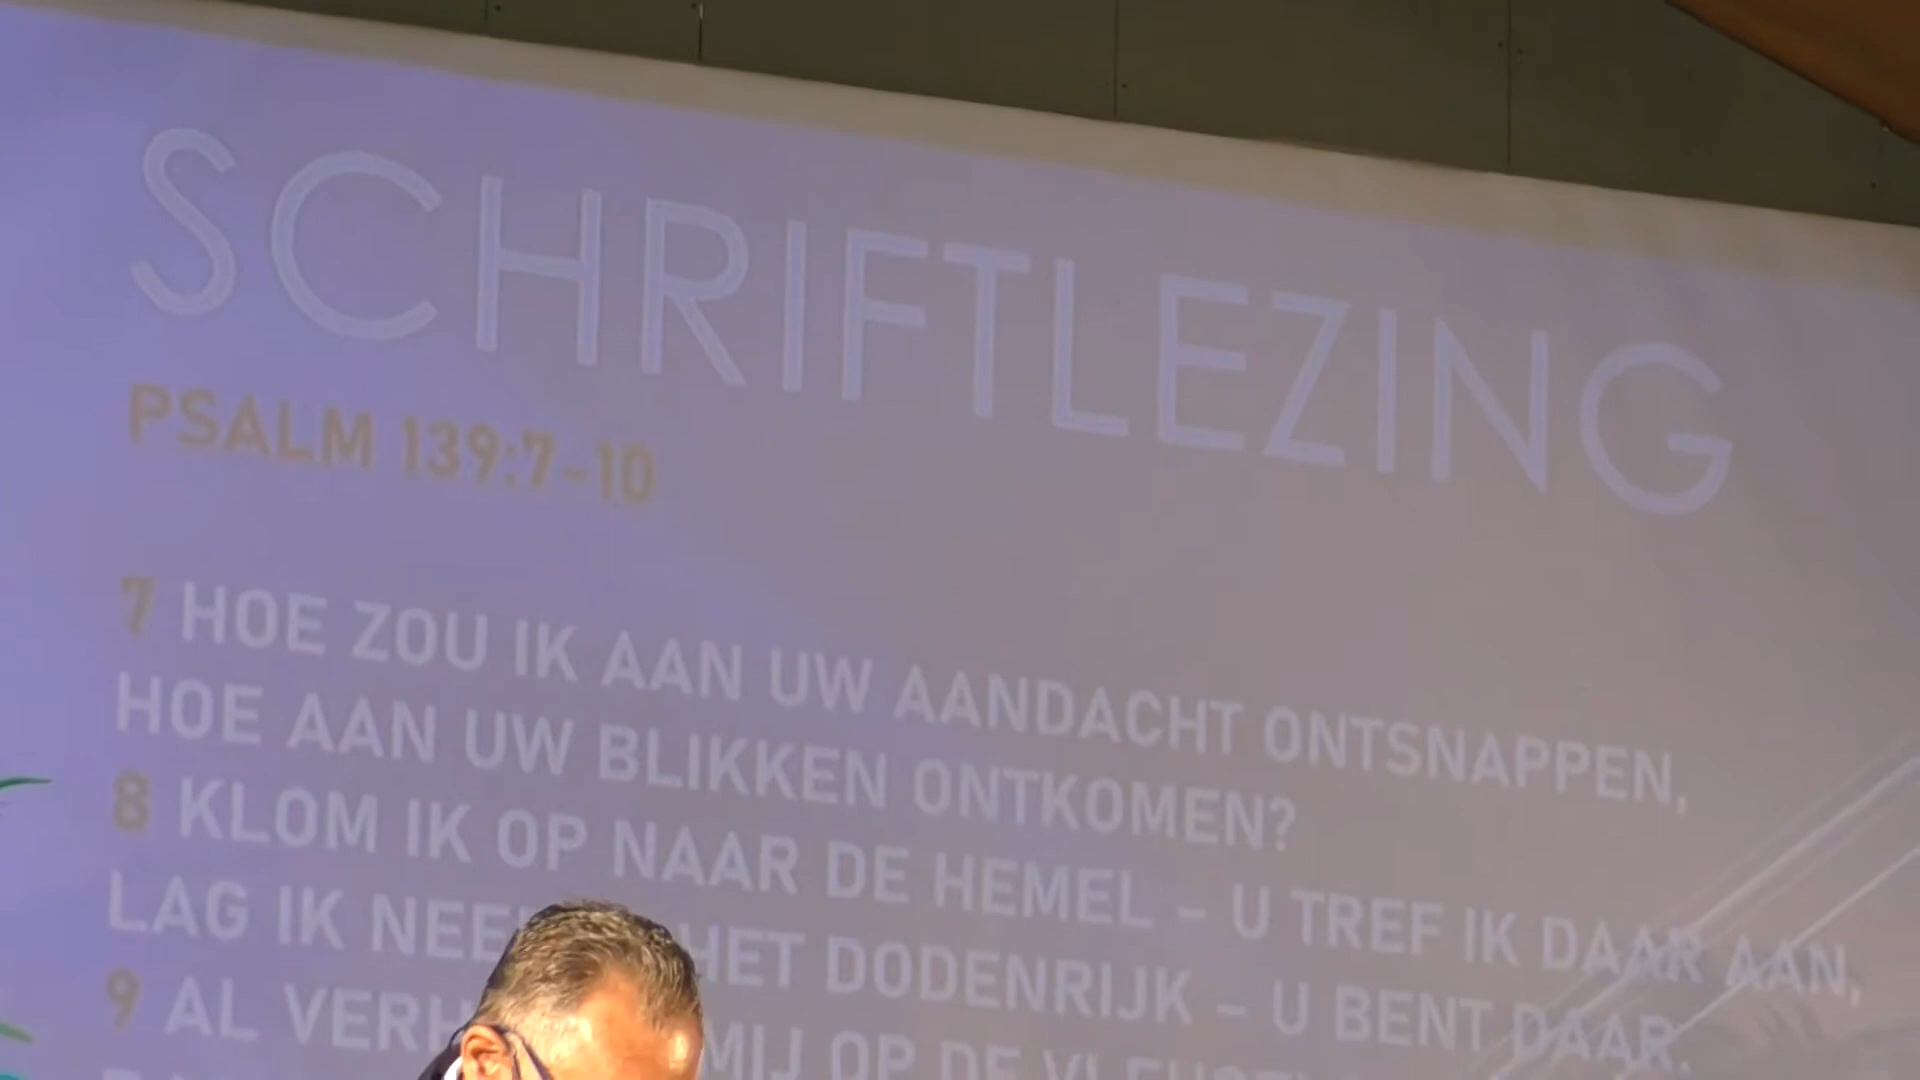 SCHRIFTLEZING
PSALM 139:7-10
7 HOE ZOU IK AAN UW AANDACHT ONTSNAPPEN,
HOE AAN UW BLIKKEN ONTKOMEN?
8 KLOM IK OP NAAR DE HEMEL – U TREF IK DAAR AAN,
LAG IK HET DODENRIJK – U BENT DAAR.
9 AL MIJ OP DE